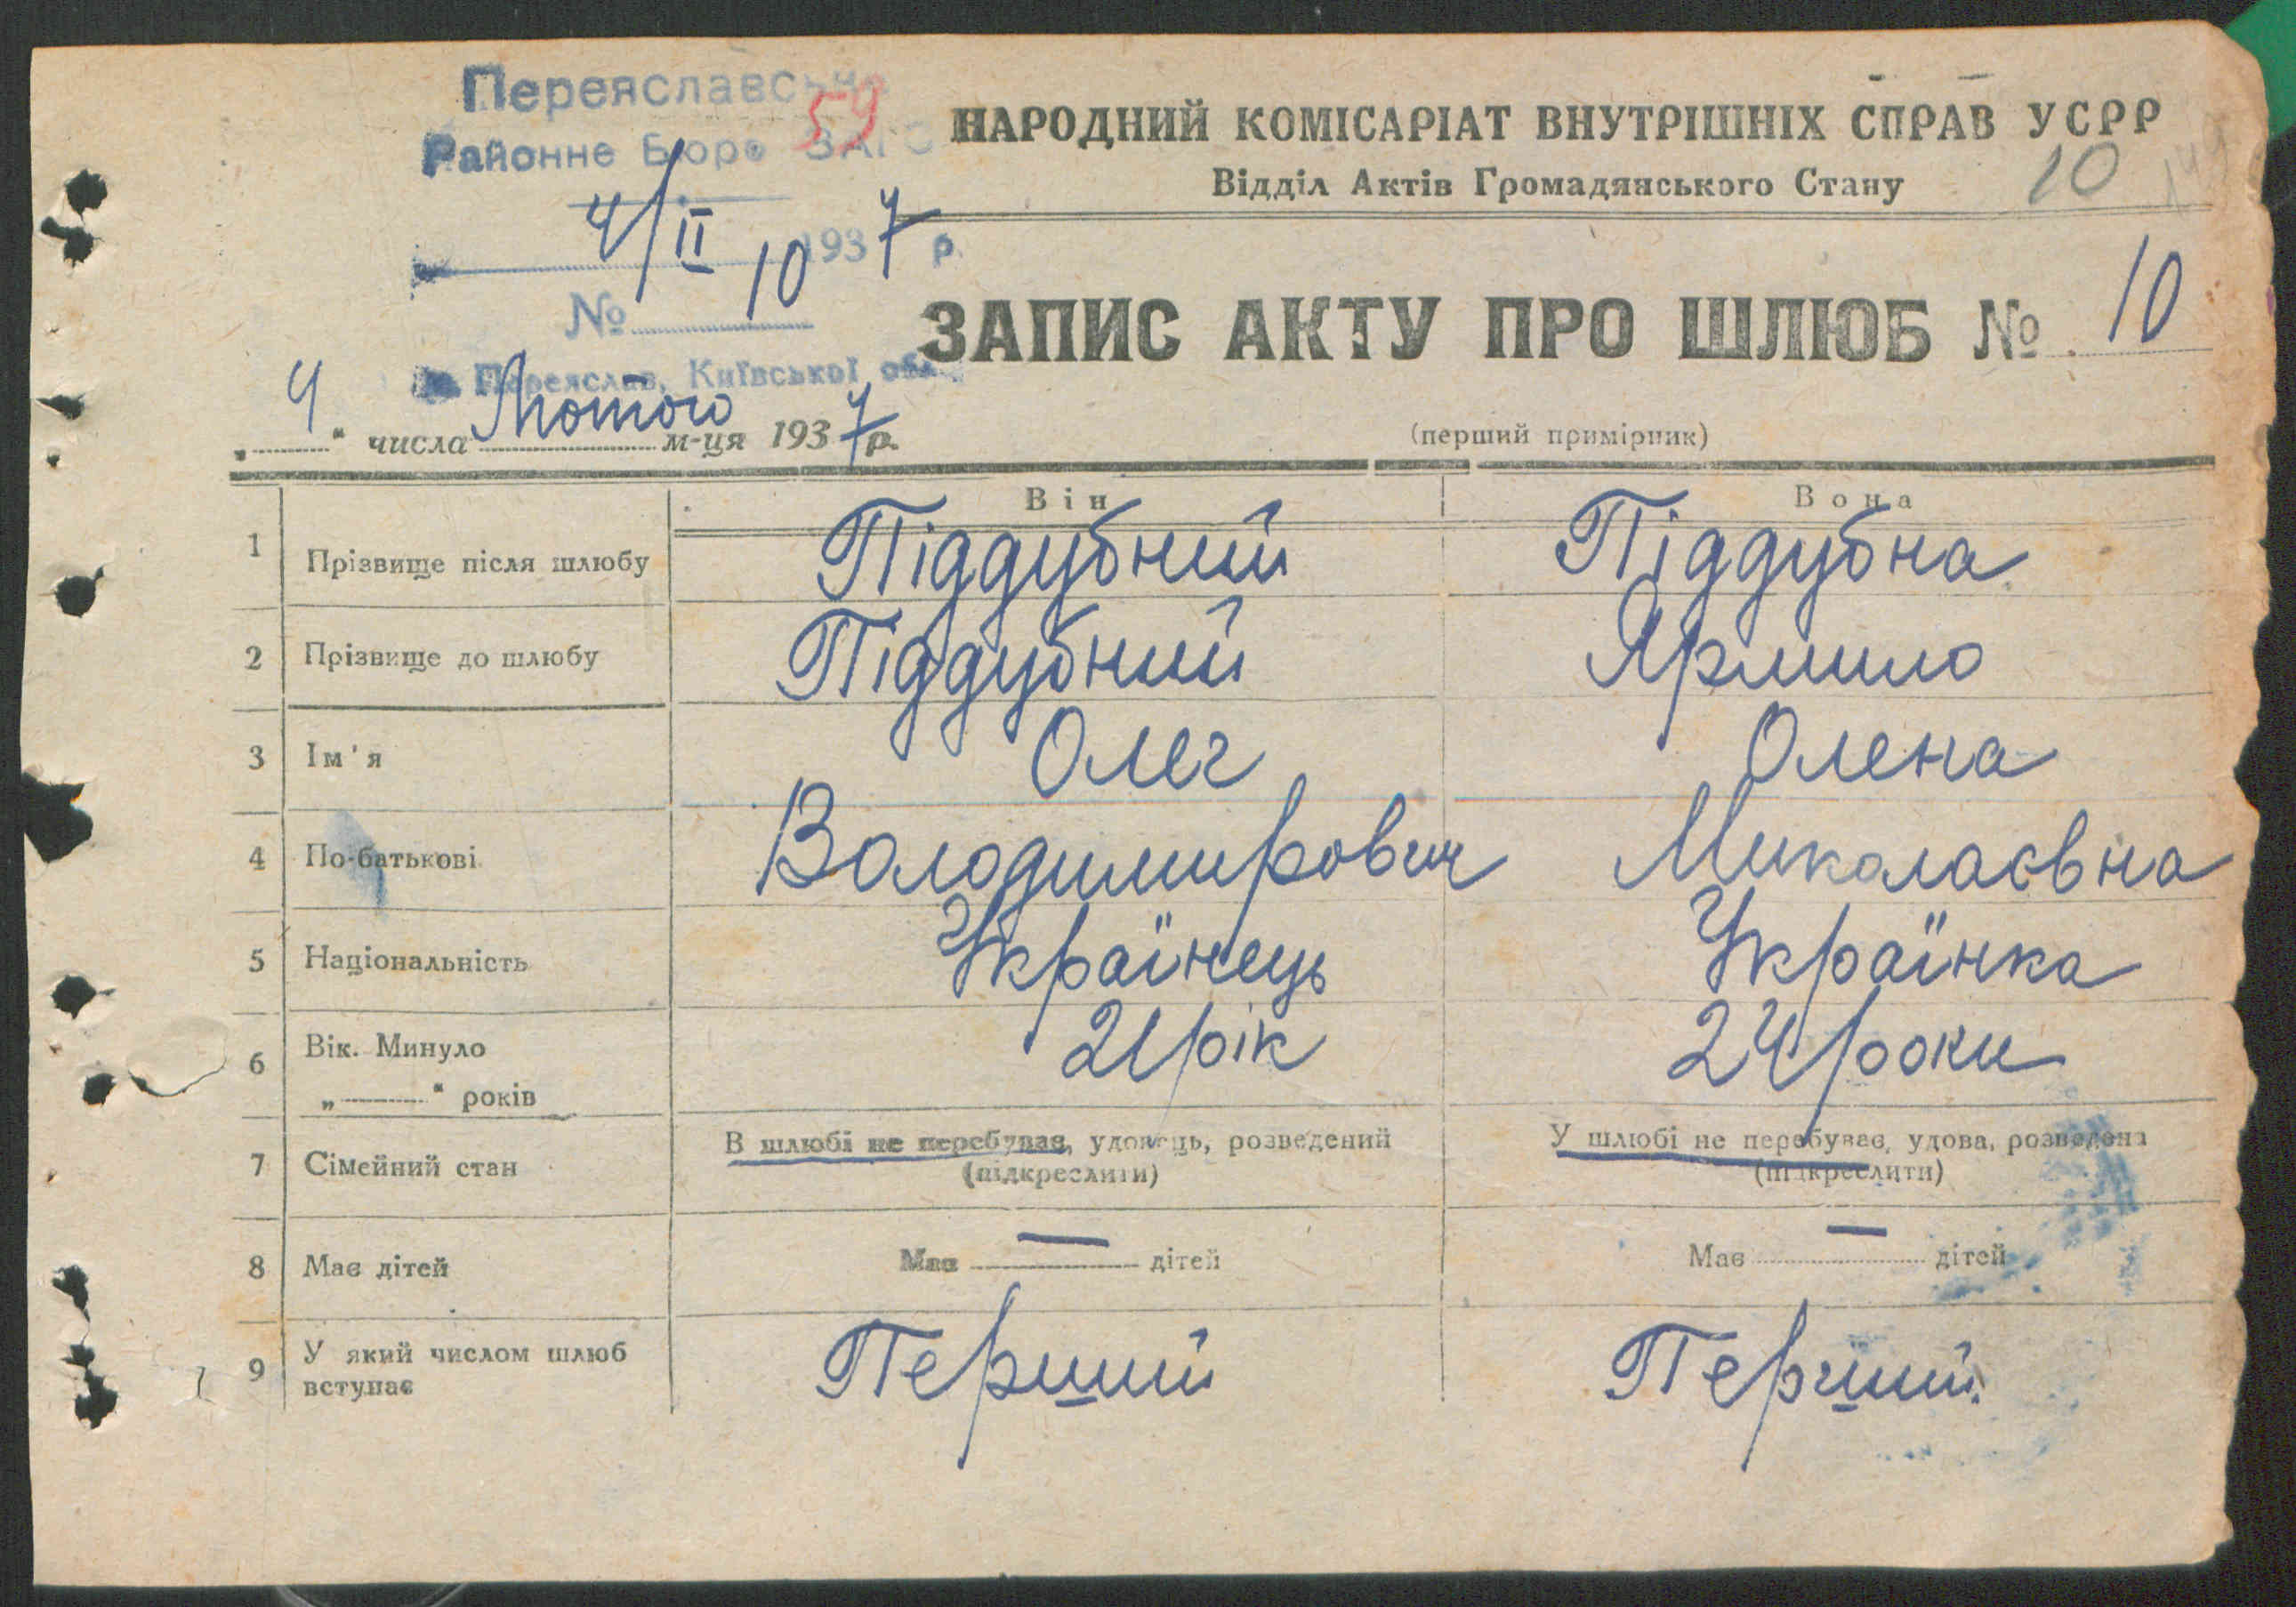 Переяславське
Районне Бюро ЗАГС
59
4/II 1937 р.
№ 10
м. Переяслав, Київської обл.
НАРОДНИЙ КОМІСАРІАТ ВНУТРІШНІХ СПРАВ УСРР
Відділ Актів Громадянського Стану
10
ЗАПИС АКТУ ПРО ШЛЮБ № 10
„4“ числа Лютого м-ця 1937 р.
(перший примірник)
Він Вона
1 Прізвище після шлюбу Піддубний Піддубна
2 Прізвище до шлюбу Піддубний Ярмило
3 Ім'я Олег Олена
4 По-батькові Володимирович Миколаєвна
5 Національність Українець Українка
6 Вік. Минуло 21 рік 24 роки
„ “ років
7 Сімейний стан В шлюбі не перебував, удовець, розведений У шлюбі не перебуває, удова, розведена
(підкреслити) (підкреслити)
8 Має дітей Має — дітей Має — дітей
9 У який числом шлюб Перший Перший
вступає